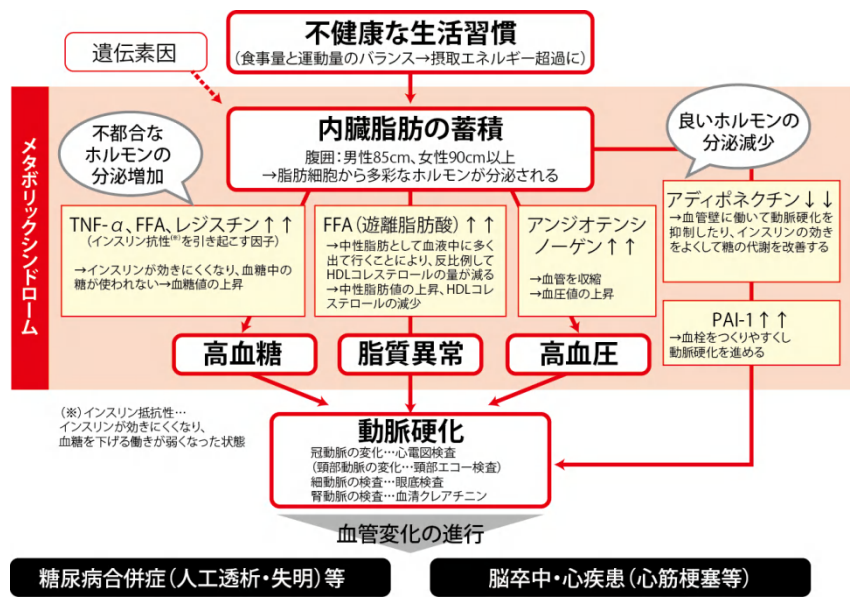 不健康な生活習慣
（食事量と運動量のバランス→摂取エネルギー超過に）
遺伝素因
メタボリックシンドローム
不都合な
ホルモンの
分泌増加
内臓脂肪の蓄積
腹囲：男性85cm、女性90cm以上
→脂肪細胞から多彩なホルモンが分泌される
良いホルモンの
分泌減少
TNF-α、FFA、レジスチン↑↑
（インスリン抗性(※)を引き起こす因子）
→インスリンが効きにくくなり、血糖中の
糖が使われない→血糖値の上昇
FFA（遊離脂肪酸）↑↑
→中性脂肪として血液中に多く
出て行くことにより、反比例して
HDLコレステロールの量が減る
→中性脂肪値の上昇、HDLコレ
ステロールの減少
アンジオテンシ
ノーゲン↑↑
→血管を収縮
→血圧値の上昇
アディポネクチン↓↓
→血管壁に働いて動脈硬化を
抑制したり、インスリンの効き
をよくして糖の代謝を改善する
PAI-1↑↑
→血栓をつくりやすくし
動脈硬化を進める
高血糖
脂質異常
高血圧
（※）インスリン抵抗性…
インスリンが効きにくくなり、
血糖を下げる働きが弱くなった状態
動脈硬化
冠動脈の変化…心電図検査
（頸部動脈の変化…頸部エコー検査）
細動脈の検査…眼底検査
腎動脈の検査…血清クレアチニン
血管変化の進行
糖尿病合併症（人工透析・失明）等
脳卒中・心疾患（心筋梗塞等）